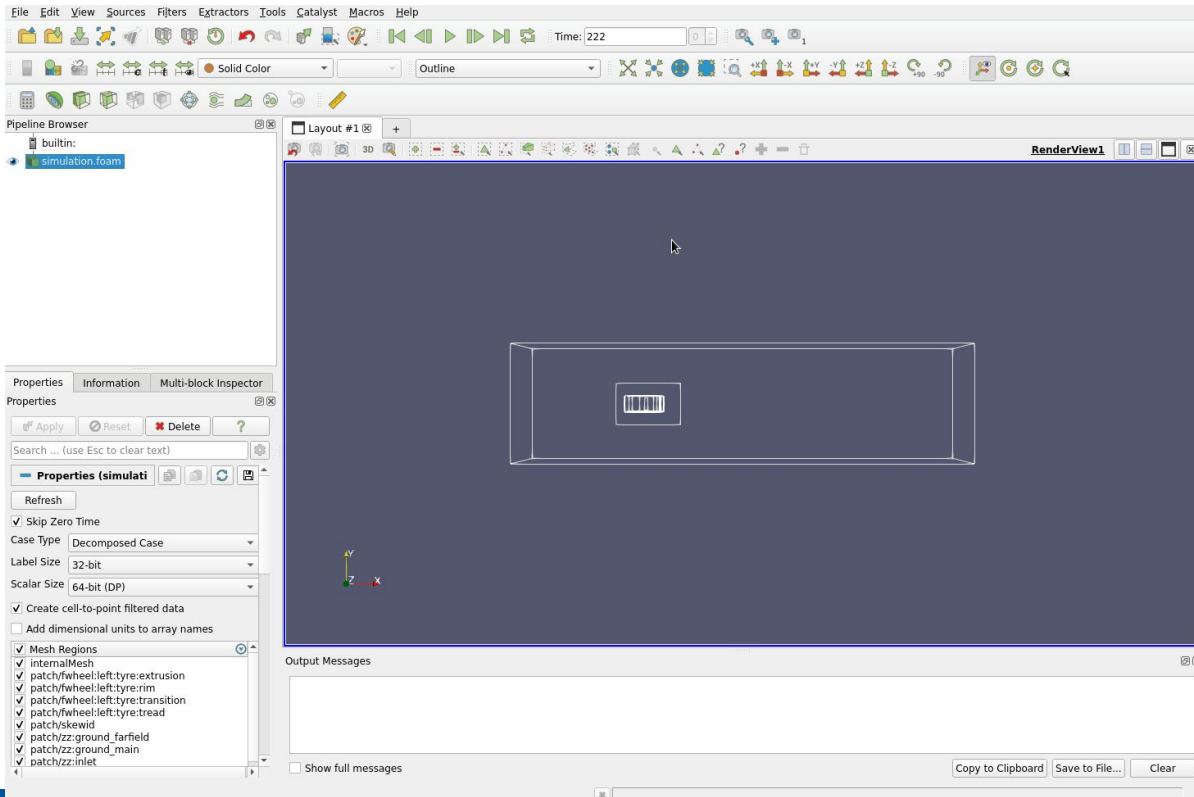 File Edit View Sources Filters Extractors Tools Catalyst Macros Help
Time: 222 0 1
Solid Color Outline +X -X +Y -Y +Z -Z +90 -90
Pipeline Browser
builtin:
simulation.foam
Layout #1 +
3D RenderView1
Properties Information Multi-block Inspector
Properties
Apply Reset Delete ?
Search ... (use Esc to clear text)
Properties (simulati
Refresh
Skip Zero Time
Case Type Decomposed Case
Label Size 32-bit
Scalar Size 64-bit (DP)
Create cell-to-point filtered data
Add dimensional units to array names
Mesh Regions
internalMesh
patch/fwheel:left:tyre:extrusion
patch/fwheel:left:tyre:rim
patch/fwheel:left:tyre:transition
patch/fwheel:left:tyre:tread
patch/skewid
patch/zz:ground_farfield
patch/zz:ground_main
patch/zz:inlet
Y
Z X
Output Messages
Show full messages
Copy to Clipboard Save to File... Clear